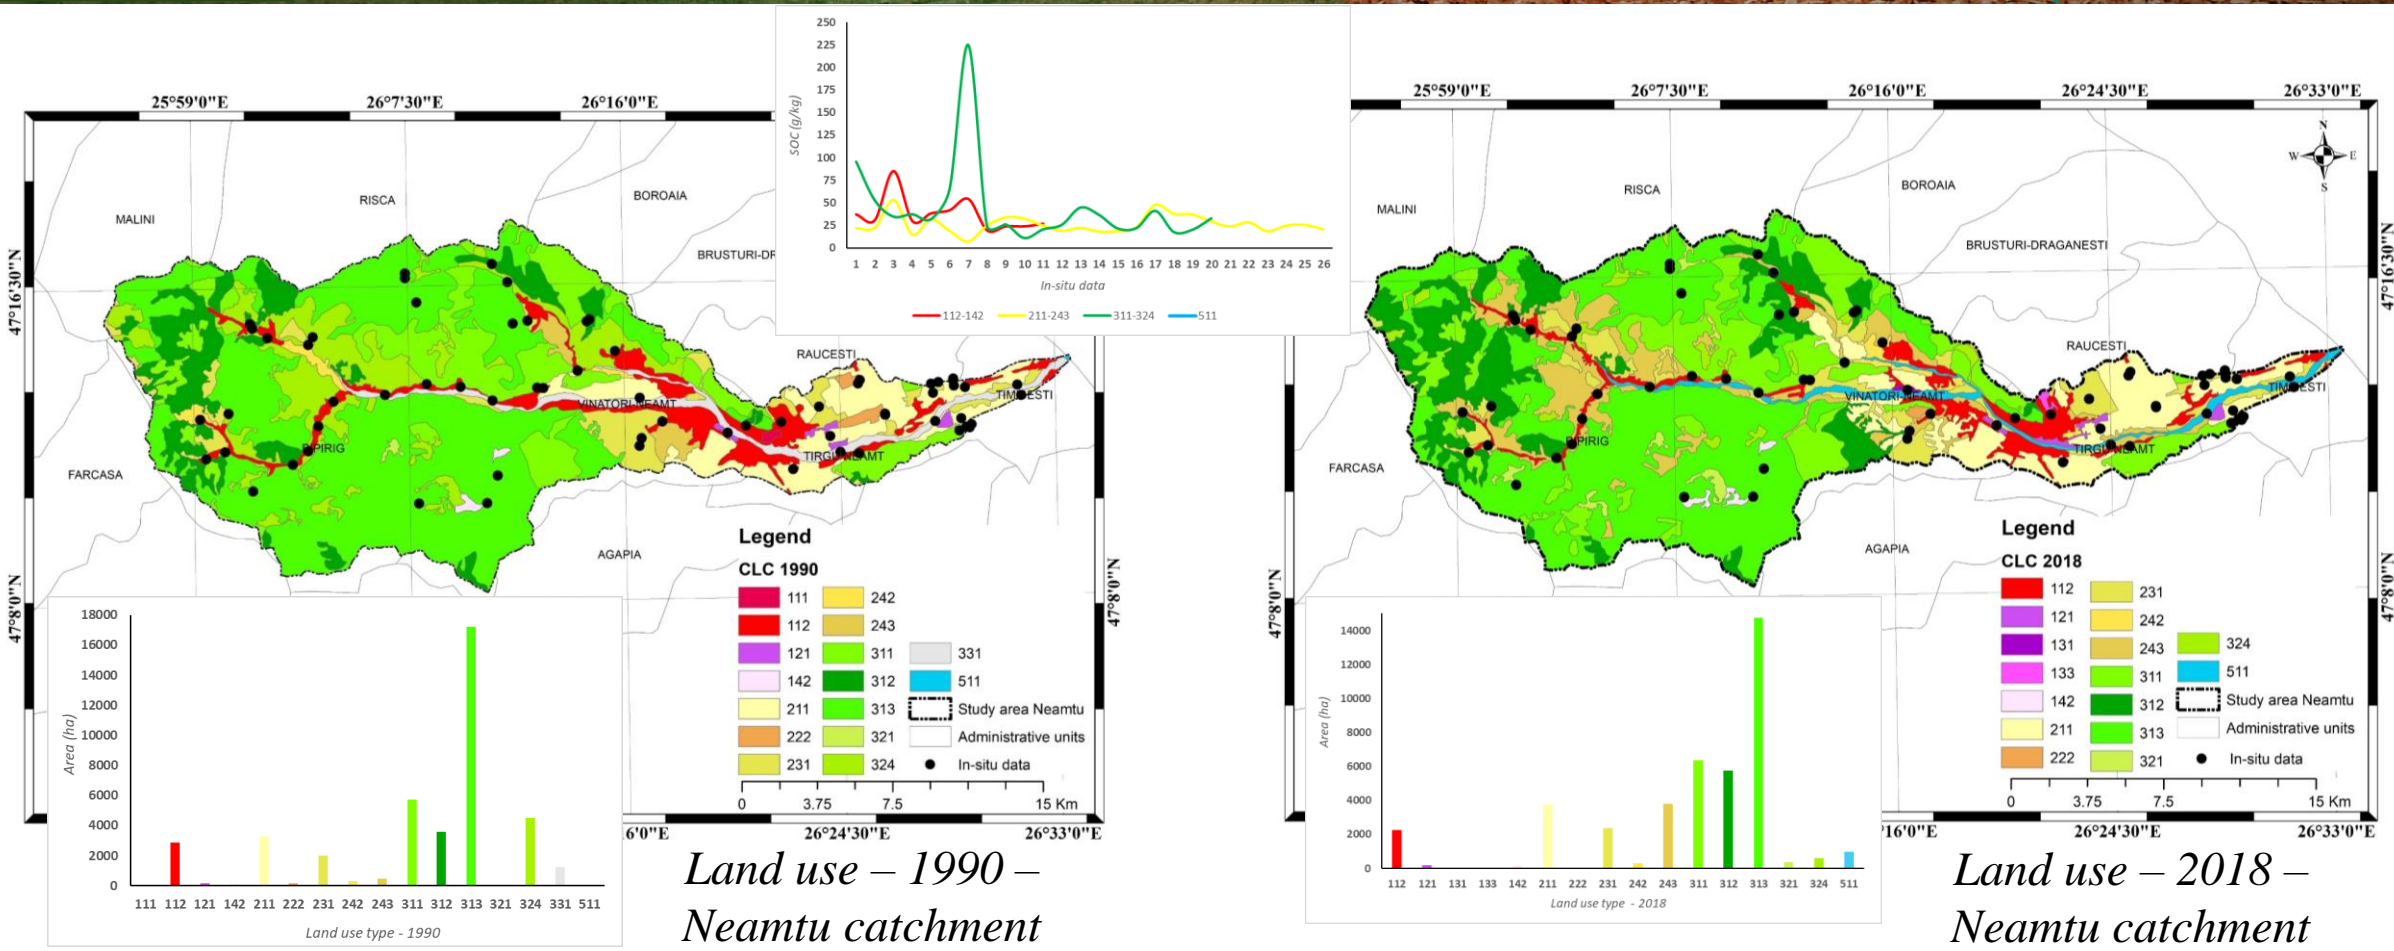 250
225
200
175
150
125
100
75
50
25
0
SOC (g/kg)
1 2 3 4 5 6 7 8 9 10 11 12 13 14 15 16 17 18 19 20 21 22 23 24 25 26
In-situ data
112-142 211-243 311-324 511
25°59'0"E 26°7'30"E 26°16'0"E
47°16'30"N
47°8'0"N
MALINI
RISCA
BOROAIA
BRUSTURI-DR
RAUCESTI
VINATORI-NEAMT
TIRGU-NEAMT
PIPIRIG
FARCASA
AGAPIA
47°8'0"N
Legend
CLC 1990
111 242
112 243
121 311 331
142 312 511
211 313 Study area Neamtu
222 321 Administrative units
231 324 In-situ data
0 3.75 7.5 15 Km
6'0"E 26°24'30"E 26°33'0"E
18000
16000
14000
12000
10000
8000
6000
4000
2000
0
Area (ha)
111 112 121 142 211 222 231 242 243 311 312 313 321 324 331 511
Land use type - 1990
Land use – 1990 –
Neamtu catchment
25°59'0"E 26°7'30"E 26°16'0"E 26°24'30"E 26°33'0"E
N
W E
S
47°16'30"N
47°8'0"N
47°8'0"N
MALINI
RISCA
BOROAIA
BRUSTURI-DRAGANESTI
RAUCESTI
VINATORI-NEAMT
TIRGU-NEAMT
PIPIRIG
FARCASA
AGAPIA
Legend
CLC 2018
112 231
121 242
131 243 324
133 311 511
142 312 Study area Neamtu
211 313 Administrative units
222 321 In-situ data
0 3.75 7.5 15 Km
16'0"E 26°24'30"E 26°33'0"E
14000
12000
10000
8000
6000
4000
2000
0
Area (ha)
112 121 131 133 142 211 222 231 242 243 311 312 313 321 324 511
Land use type - 2018
Land use – 2018 –
Neamtu catchment